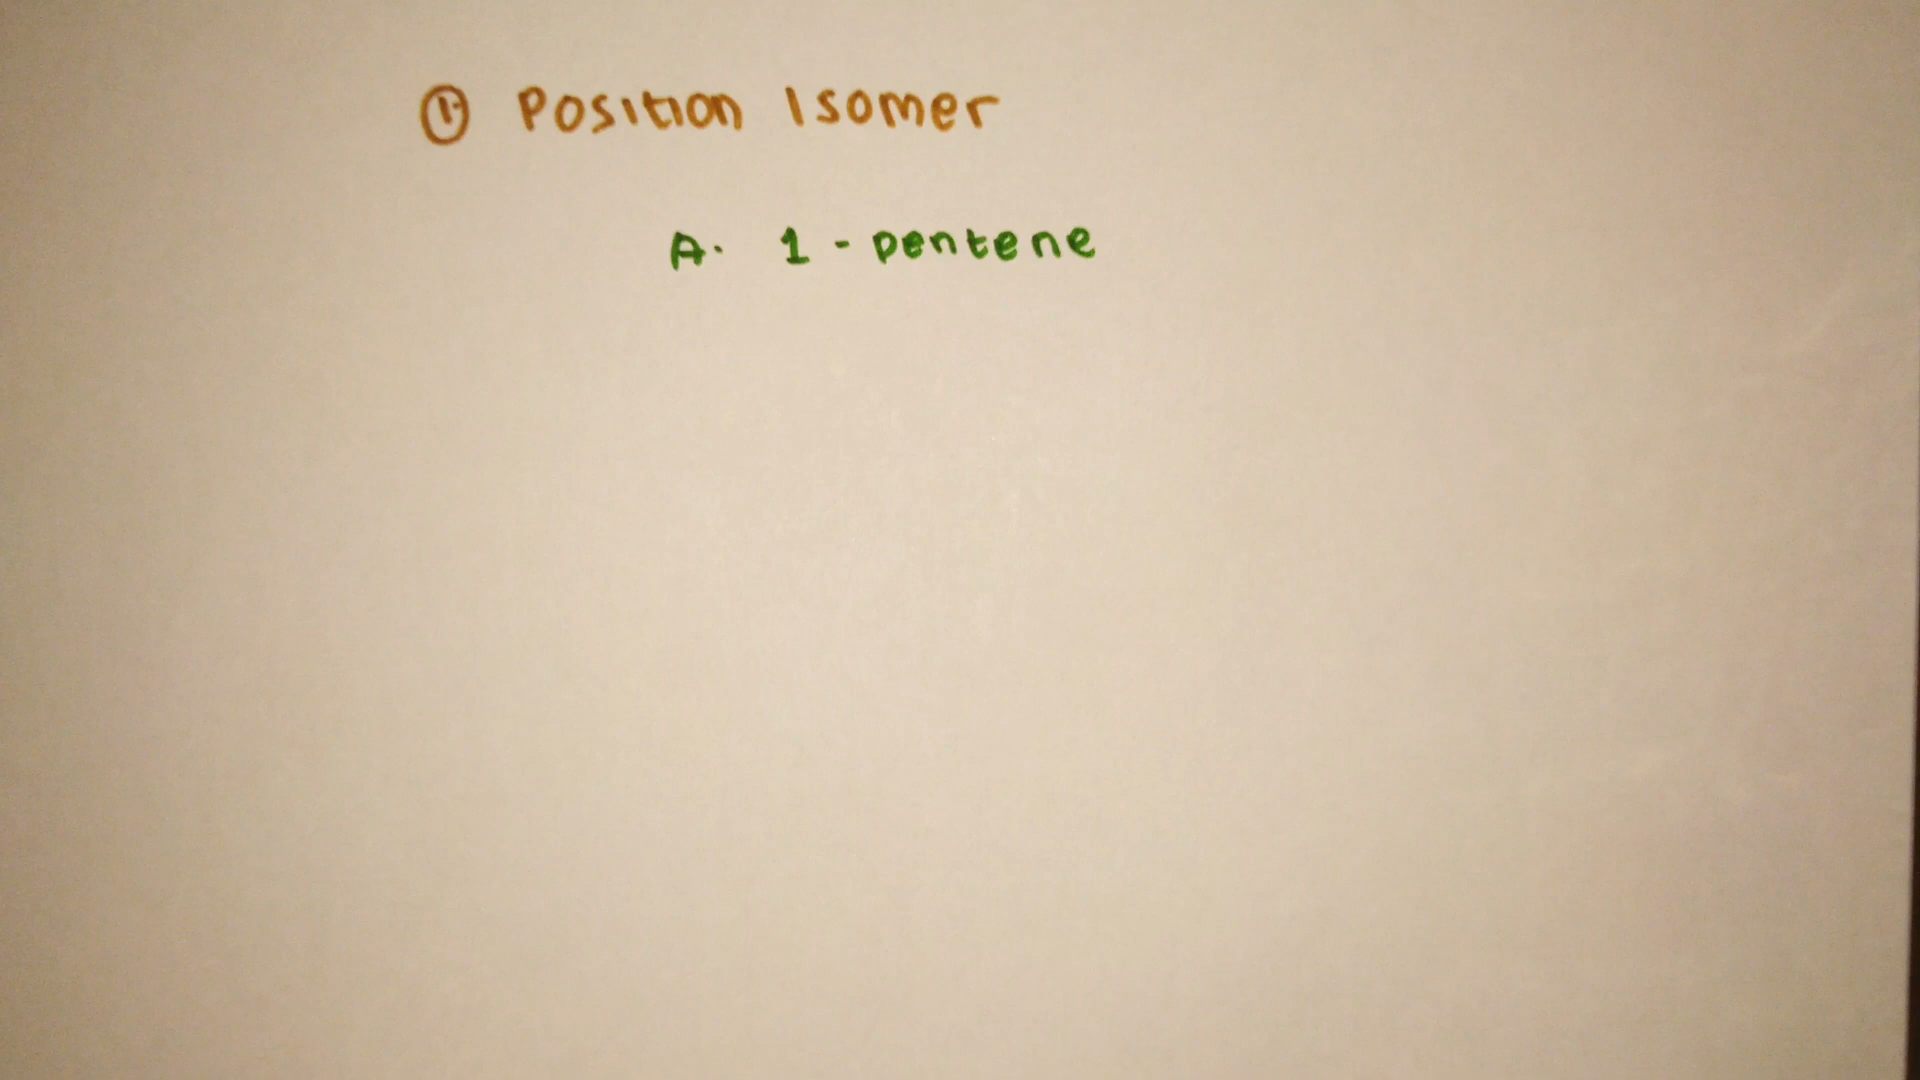 ① Position Isomer
A. 1 - pentene